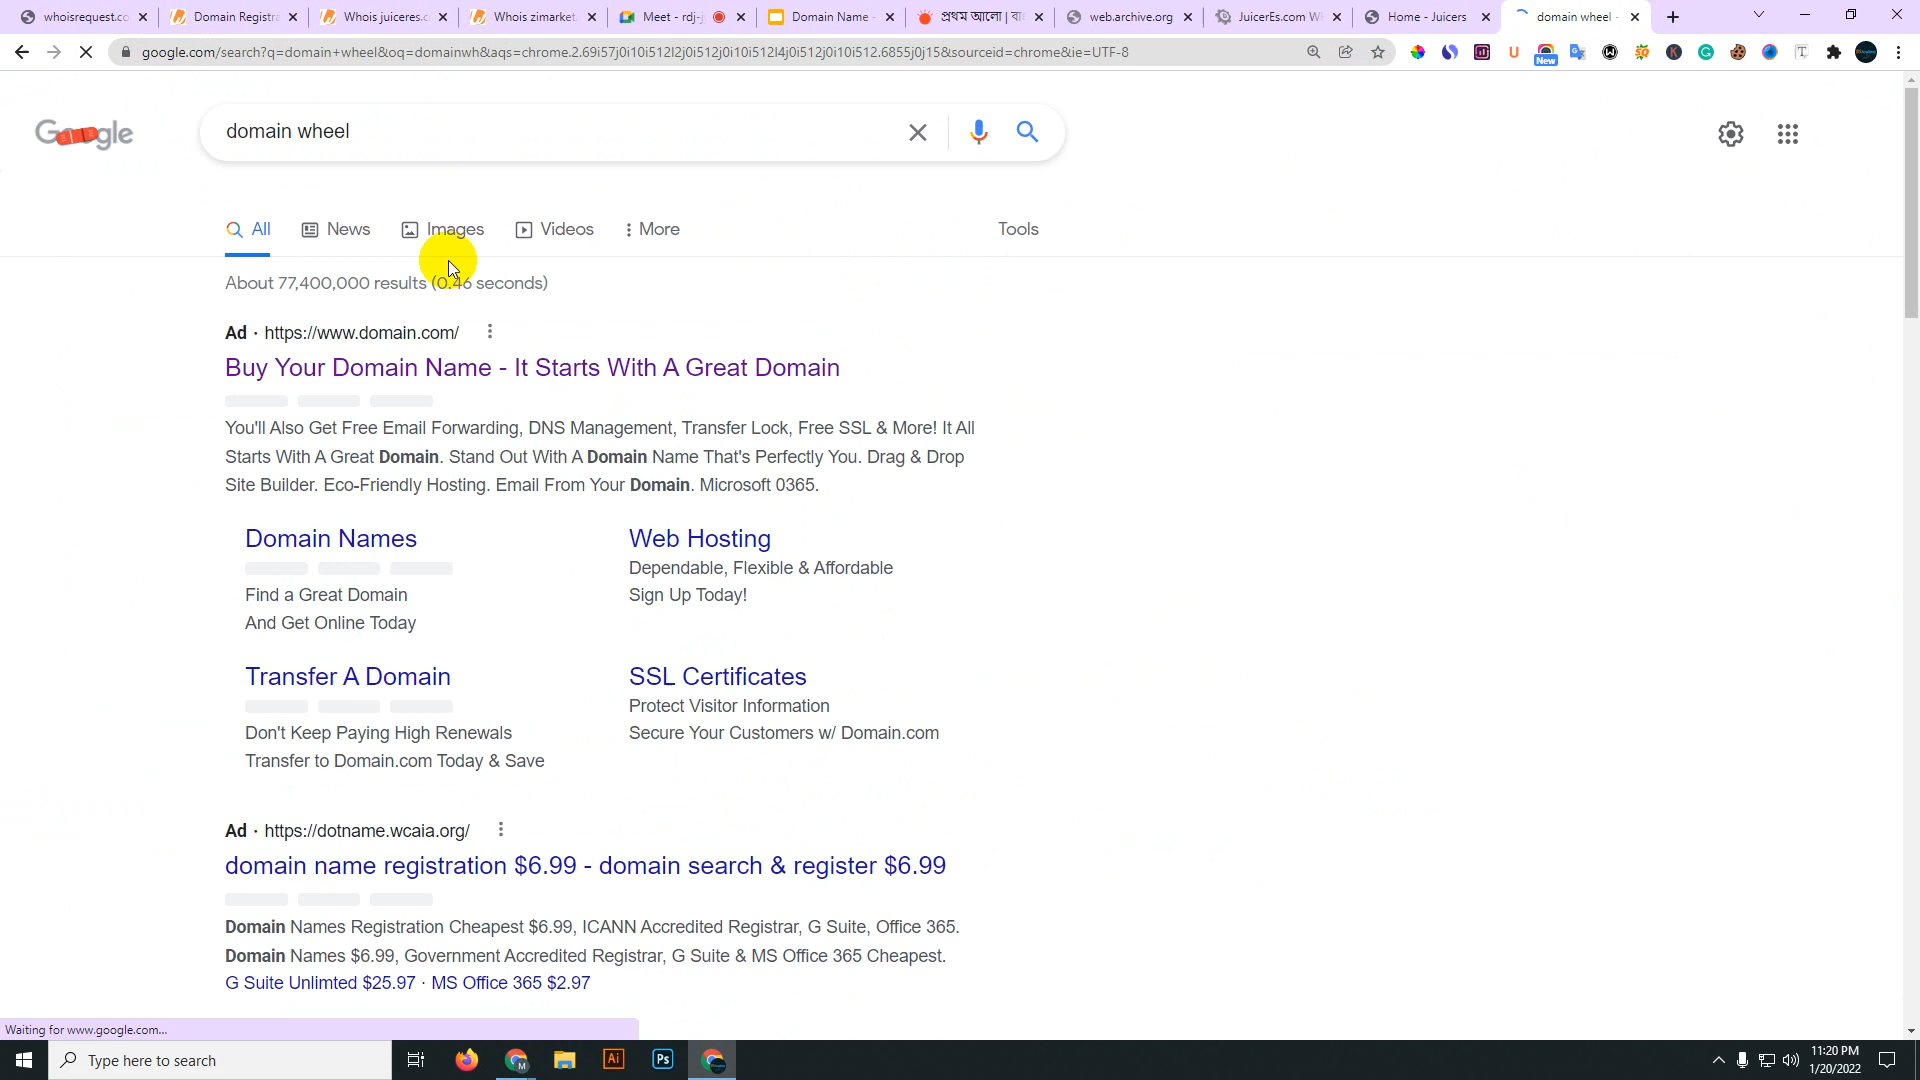 whoisrequest.co
Domain Registra
Whois juiceres.c
Whois zimarket.
Meet - rdj-j
Domain Name -
প্রথম আলো | বা
web.archive.org
JuicerEs.com W
Home - Juicers
domain wheel -
google.com/search?q=domain+wheel&oq=domainwh&aqs=chrome.2.69i57j0i10i512l2j0i512j0i10i512l4j0i512j0i10i512.6855j0j15&sourceid=chrome&ie=UTF-8
New
Google
domain wheel
All
News
Images
Videos
More
Tools
About 77,400,000 results (0.46 seconds)
Ad · https://www.domain.com/
Buy Your Domain Name - It Starts With A Great Domain
You'll Also Get Free Email Forwarding, DNS Management, Transfer Lock, Free SSL & More! It All
Starts With A Great Domain. Stand Out With A Domain Name That's Perfectly You. Drag & Drop
Site Builder. Eco-Friendly Hosting. Email From Your Domain. Microsoft 0365.
Domain Names
Find a Great Domain
And Get Online Today
Web Hosting
Dependable, Flexible & Affordable
Sign Up Today!
Transfer A Domain
Don't Keep Paying High Renewals
Transfer to Domain.com Today & Save
SSL Certificates
Protect Visitor Information
Secure Your Customers w/ Domain.com
Ad · https://dotname.wcaia.org/
domain name registration $6.99 - domain search & register $6.99
Domain Names Registration Cheapest $6.99, ICANN Accredited Registrar, G Suite, Office 365.
Domain Names $6.99, Government Accredited Registrar, G Suite & MS Office 365 Cheapest.
G Suite Unlimted $25.97 · MS Office 365 $2.97
Waiting for www.google.com...
Type here to search
Ai
Ps
11:20 PM
1/20/2022